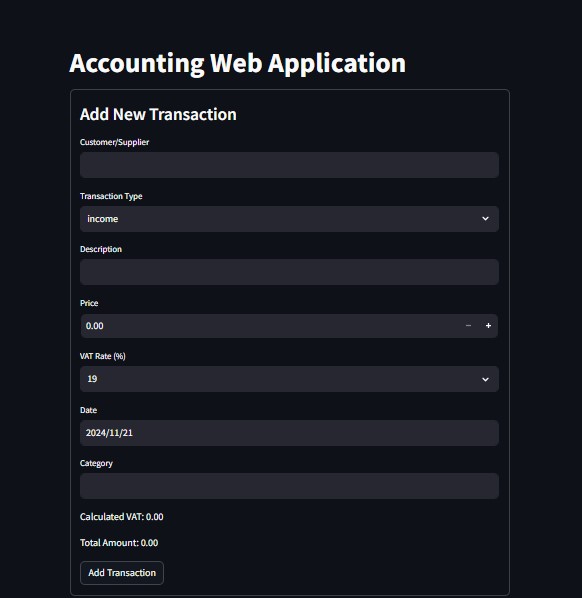 Accounting Web Application
Add New Transaction
Customer/Supplier
Transaction Type
income
Description
Price
0.00 − +
VAT Rate (%)
19
Date
2024/11/21
Category
Calculated VAT: 0.00
Total Amount: 0.00
Add Transaction